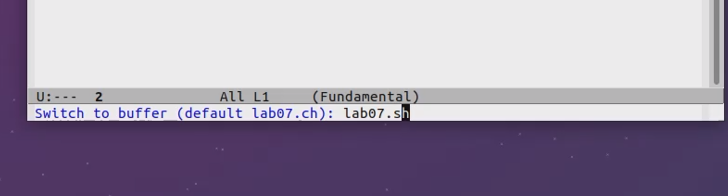 U:---  2              All L1     (Fundamental)
Switch to buffer (default lab07.ch): lab07.sh